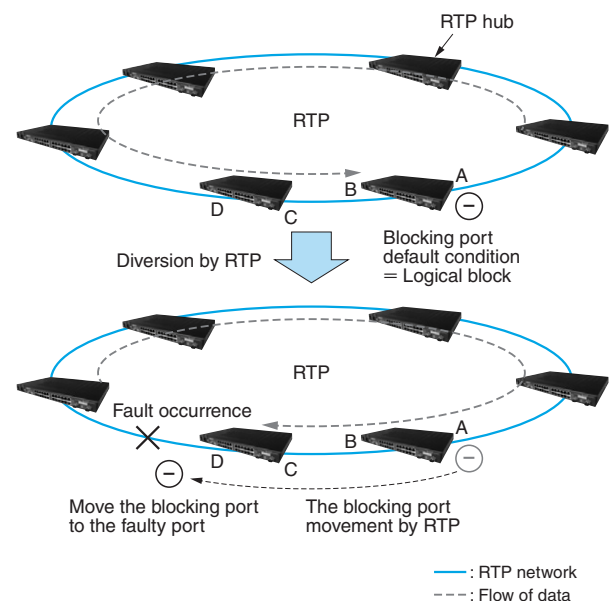 RTP hub
RTP
A
B
D
C
Blocking port
default condition
= Logical block
Diversion by RTP
RTP
Fault occurrence
A
B
D
C
Move the blocking port
to the faulty port
The blocking port
movement by RTP
: RTP network
: Flow of data